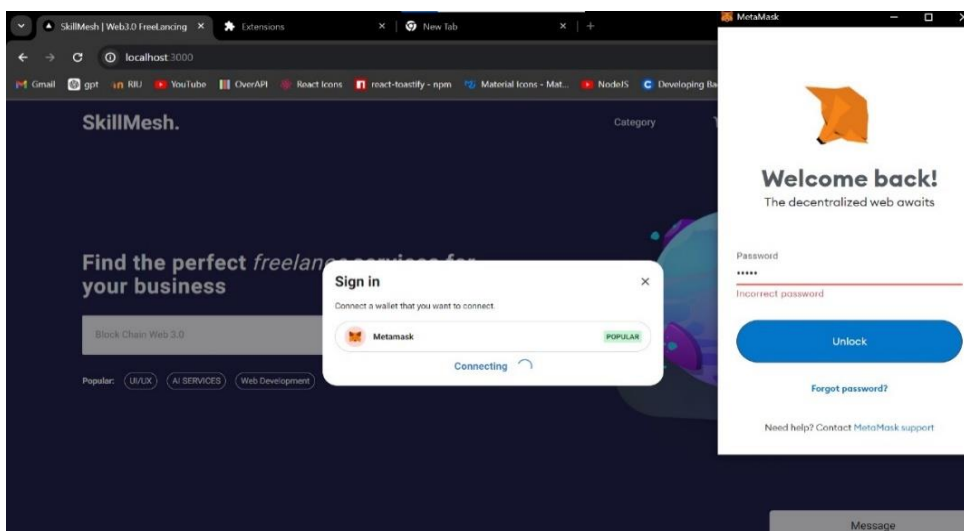 SkillMesh | Web3.0 FreeLancing
Extensions
New Tab
MetaMask
localhost:3000
Gmail
gpt
RIU
YouTube
OverAPI
React Icons
react-toastify - npm
Material Icons - Mat...
NodeJS
Developing Ba
SkillMesh.
Category
Find the perfect freelance services for
your business
Block Chain Web 3.0
Popular:
UI/UX
AI SERVICES
Web Development
Sign in
Connect a wallet that you want to connect.
Metamask
POPULAR
Connecting
Welcome back!
The decentralized web awaits
Password
•••••
Incorrect password
Unlock
Forgot password?
Need help? Contact MetaMask support
Message